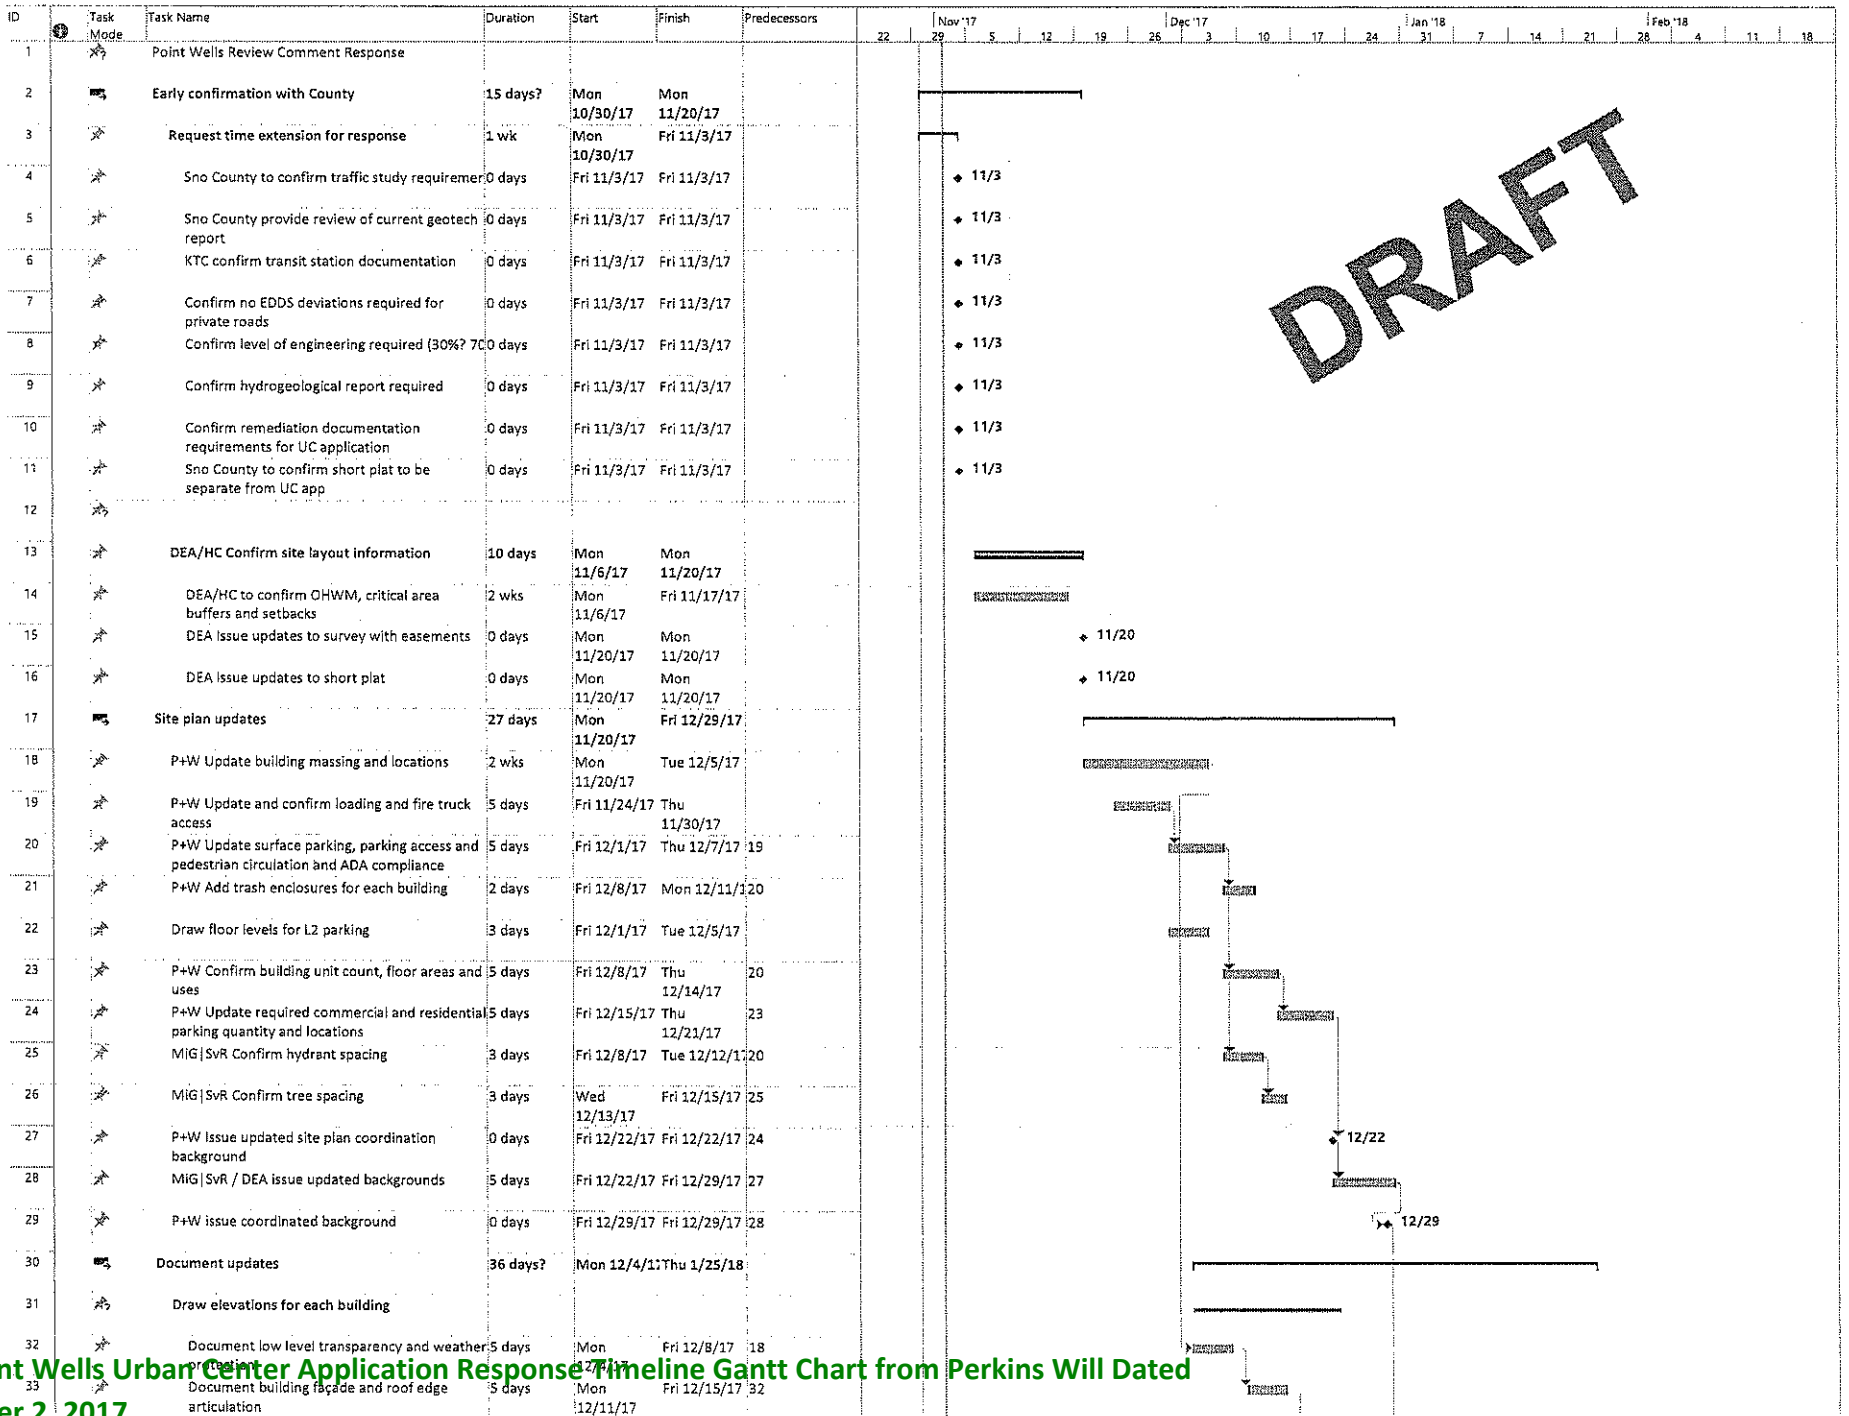 ID Task Mode Task Name Duration Start Finish Predecessors
Nov '17 Dec '17 Jan '18 Feb '18
22 29 5 12 19 26 3 10 17 24 31 7 14 21 28 4 11 18
1 Point Wells Review Comment Response
2 Early confirmation with County 15 days? Mon 10/30/17 Mon 11/20/17
3 Request time extension for response 1 wk Mon 10/30/17 Fri 11/3/17
4 Sno County to confirm traffic study requiremen 0 days Fri 11/3/17 Fri 11/3/17 11/3
5 Sno County provide review of current geotech report 0 days Fri 11/3/17 Fri 11/3/17 11/3
6 KTC confirm transit station documentation 0 days Fri 11/3/17 Fri 11/3/17 11/3
7 Confirm no EDDS deviations required for private roads 0 days Fri 11/3/17 Fri 11/3/17 11/3
8 Confirm level of engineering required (30%? 70 0 days Fri 11/3/17 Fri 11/3/17 11/3
9 Confirm hydrogeological report required 0 days Fri 11/3/17 Fri 11/3/17 11/3
10 Confirm remediation documentation requirements for UC application 0 days Fri 11/3/17 Fri 11/3/17 11/3
11 Sno County to confirm short plat to be separate from UC app 0 days Fri 11/3/17 Fri 11/3/17 11/3
12
13 DEA/HC Confirm site layout information 10 days Mon 11/6/17 Mon 11/20/17
14 DEA/HC to confirm OHWM, critical area buffers and setbacks 2 wks Mon 11/6/17 Fri 11/17/17
15 DEA Issue updates to survey with easements 0 days Mon 11/20/17 Mon 11/20/17 11/20
16 DEA Issue updates to short plat 0 days Mon 11/20/17 Mon 11/20/17 11/20
17 Site plan updates 27 days Mon 11/20/17 Fri 12/29/17
18 P+W Update building massing and locations 2 wks Mon 11/20/17 Tue 12/5/17
19 P+W Update and confirm loading and fire truck access 5 days Fri 11/24/17 Thu 11/30/17
20 P+W Update surface parking, parking access and pedestrian circulation and ADA compliance 5 days Fri 12/1/17 Thu 12/7/17 19
21 P+W Add trash enclosures for each building 2 days Fri 12/8/17 Mon 12/11/1 20
22 Draw floor levels for L2 parking 3 days Fri 12/1/17 Tue 12/5/17
23 P+W Confirm building unit count, floor areas and uses 5 days Fri 12/8/17 Thu 12/14/17 20
24 P+W Update required commercial and residential parking quantity and locations 5 days Fri 12/15/17 Thu 12/21/17 23
25 MiG|SvR Confirm hydrant spacing 3 days Fri 12/8/17 Tue 12/12/17 20
26 MiG|SvR Confirm tree spacing 3 days Wed 12/13/17 Fri 12/15/17 25
27 P+W Issue updated site plan coordination background 0 days Fri 12/22/17 Fri 12/22/17 24 12/22
28 MiG|SvR / DEA issue updated backgrounds 5 days Fri 12/22/17 Fri 12/29/17 27
29 P+W issue coordinated background 0 days Fri 12/29/17 Fri 12/29/17 28 12/29
30 Document updates 36 days? Mon 12/4/17 Thu 1/25/18
31 Draw elevations for each building
32 Document low level transparency and weather protection 5 days Mon 12/4/17 Fri 12/8/17 18
33 Document building façade and roof edge articulation 5 days Mon 12/11/17 Fri 12/15/17 32
DRAFT
nt Wells Urban Center Application Response Timeline Gantt Chart from Perkins Will Dated
er 2, 2017